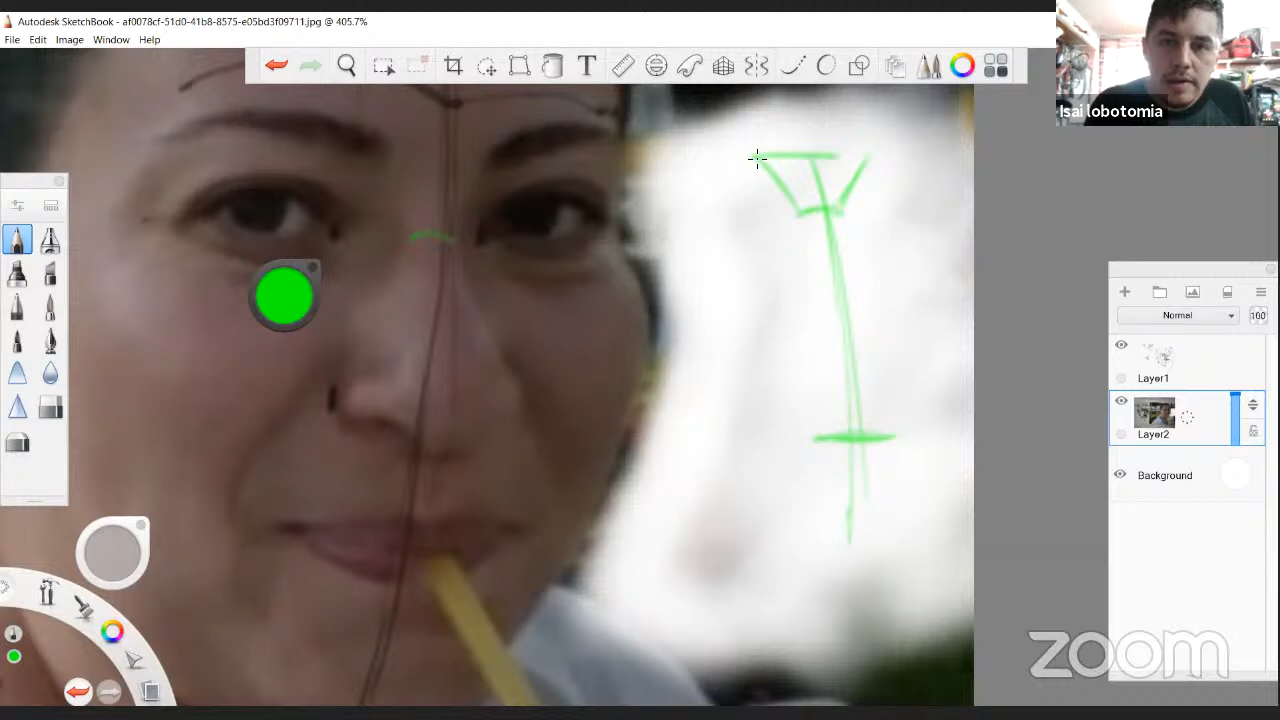 Autodesk SketchBook - af0078cf-51d0-41b8-8575-e05bd3f09711.jpg @ 405.7%
File Edit Image Window Help
T
Isai lobotomia
Normal
100
Layer1
Layer2
Background
zoom